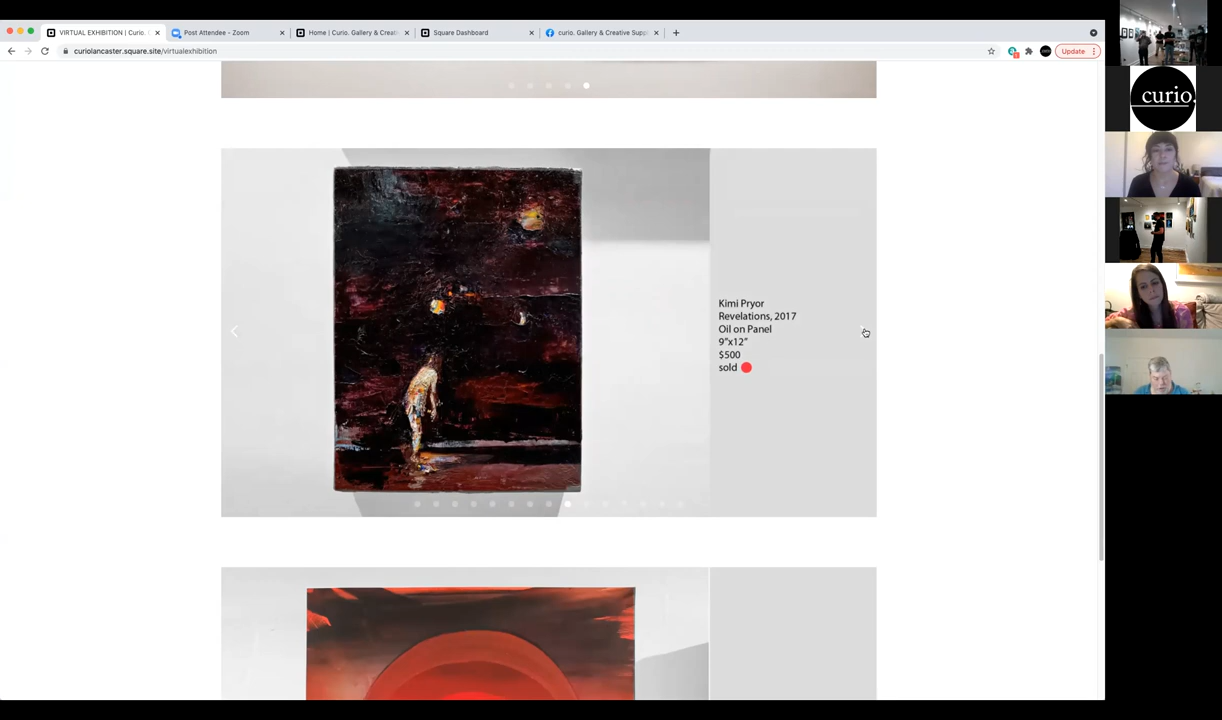 VIRTUAL EXHIBITION | Curio.
Post Attendee - Zoom
Home | Curio. Gallery & Creati
Square Dashboard
curio. Gallery & Creative Supp
curiolancaster.square.site/virtualexhibition
Update
curio.
Kimi Pryor
Revelations, 2017
Oil on Panel
9"x12"
$500
sold